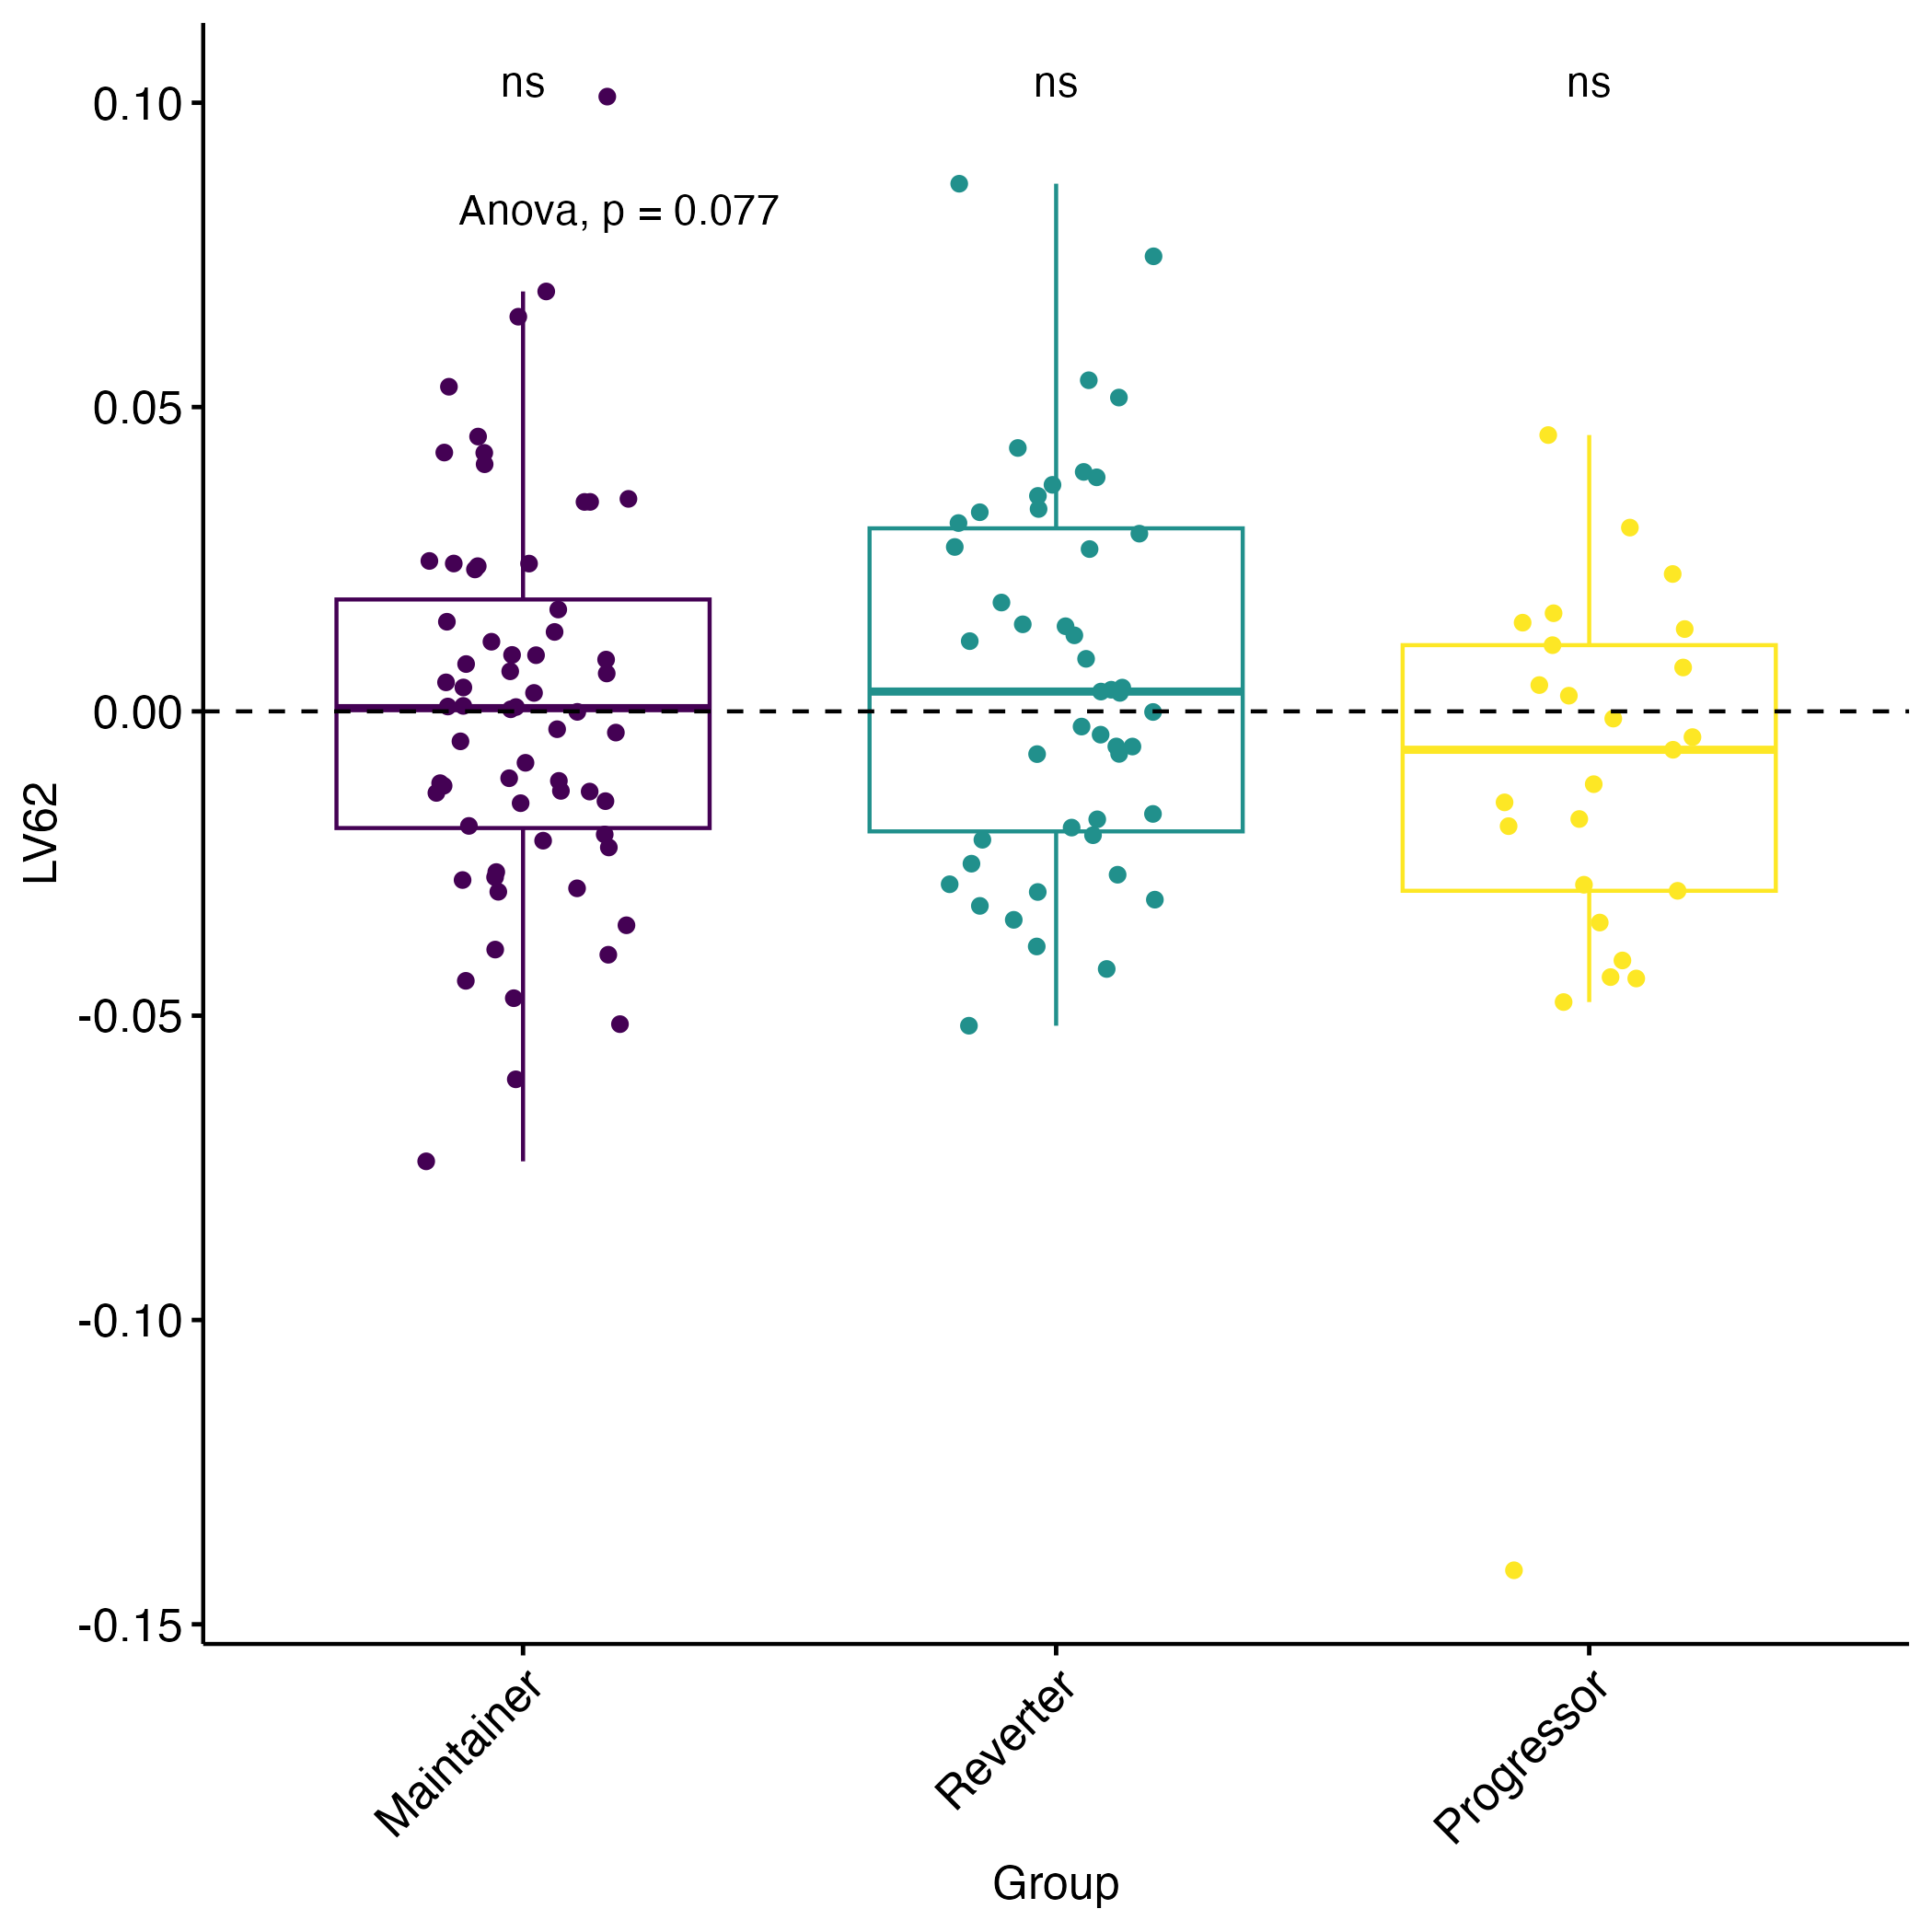 ns ns ns
Anova, p = 0.077
0.10
0.05
0.00
-0.05
-0.10
-0.15
LV62
Maintainer
Reverter
Progressor
Group